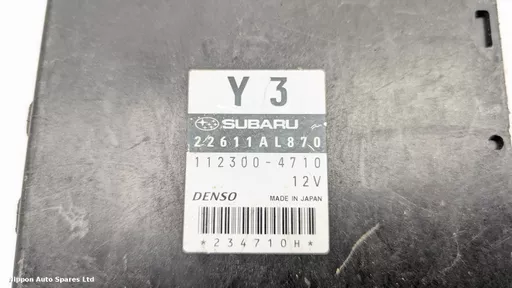 Y 3
SUBARU
22611AL870
112300-4710
12V
DENSO MADE IN JAPAN
*234710H*
Nippon Auto Spares Ltd